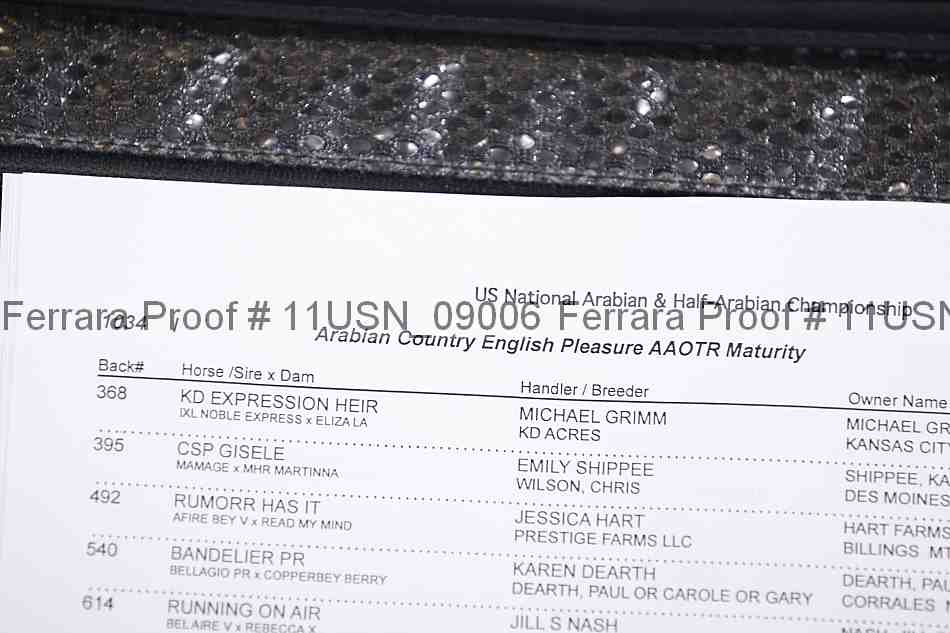 US National Arabian & Half-Arabian Championship
Ferrara Proof # 11USN_09006 Ferrara Proof # 11USN
1034 /
Arabian Country English Pleasure AAOTR Maturity
Back# Horse /Sire x Dam Handler / Breeder Owner Name
368 KD EXPRESSION HEIR MICHAEL GRIMM MICHAEL GR
IXL NOBLE EXPRESS x ELIZA LA KD ACRES KANSAS CITY
395 CSP GISELE EMILY SHIPPEE SHIPPEE, KA
MAMAGE x MHR MARTINNA WILSON, CHRIS DES MOINES
492 RUMORR HAS IT JESSICA HART HART FARMS
AFIRE BEY V x READ MY MIND PRESTIGE FARMS LLC BILLINGS MT
540 BANDELIER PR KAREN DEARTH DEARTH, PAU
BELLAGIO PR x COPPERBEY BERRY DEARTH, PAUL OR CAROLE OR GARY CORRALES
614 RUNNING ON AIR JILL S NASH
BEL AIRE V x REBECCA X